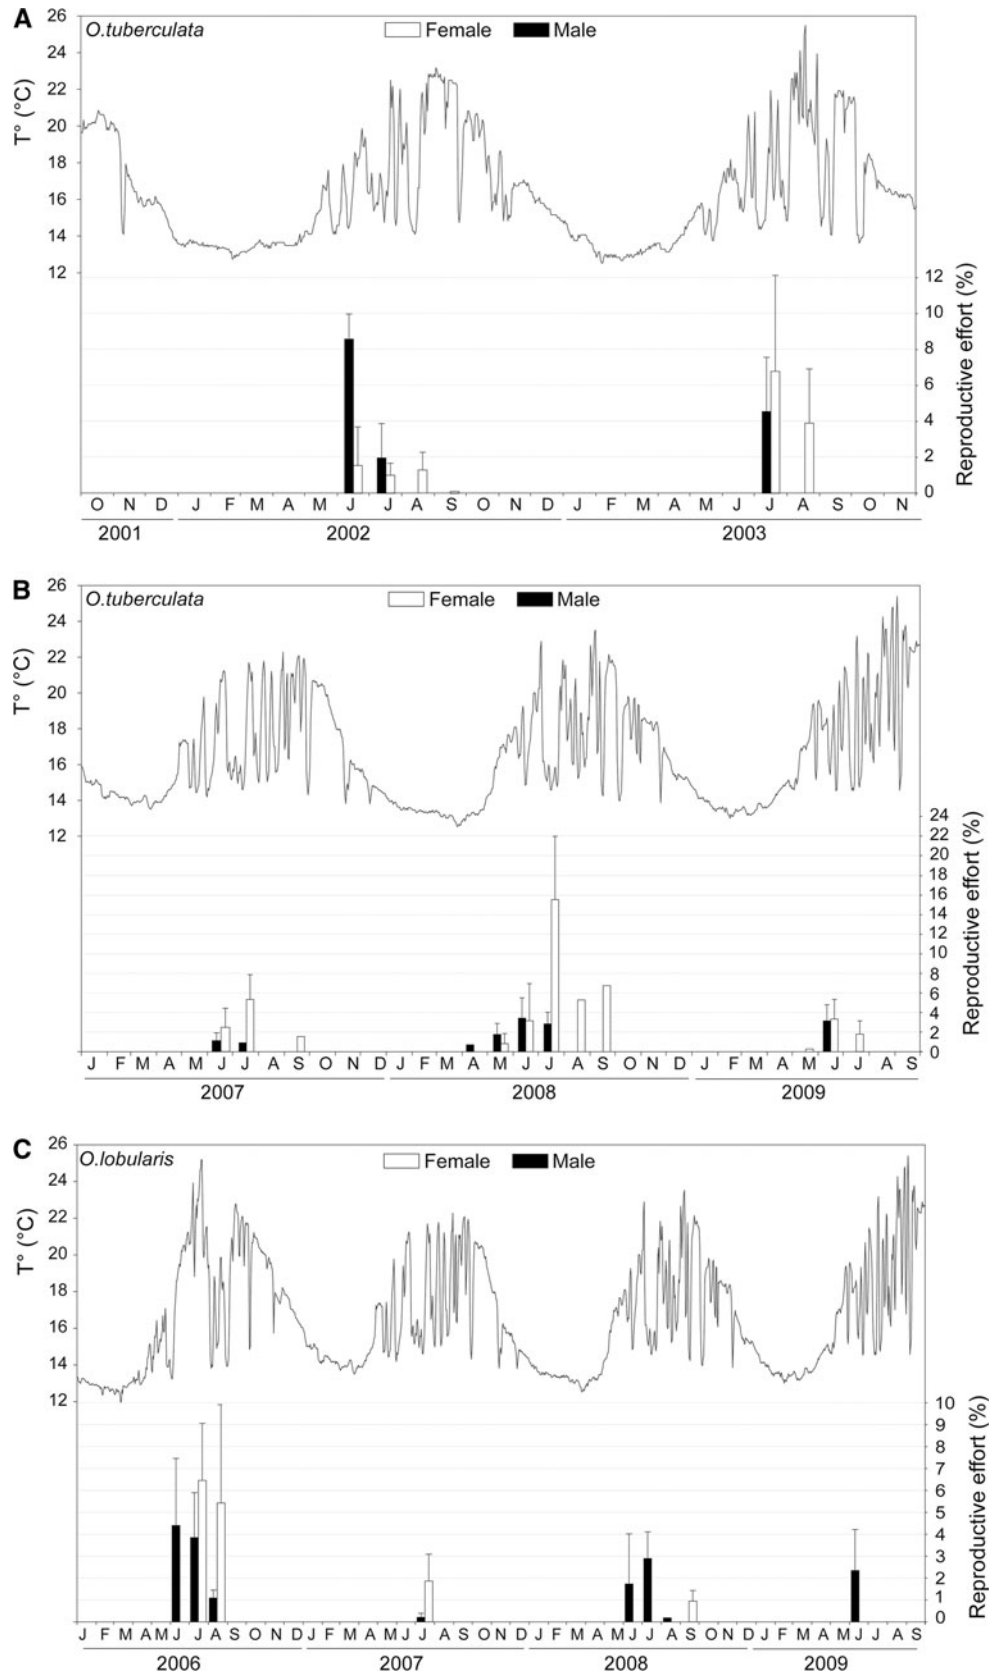 A
O.tuberculata
Female Male
T° (°C)
26
24
22
20
18
16
14
12
Reproductive effort (%)
12
10
8
6
4
2
0
O N D J F M A M J J A S O N D J F M A M J J A S O N
2001 2002 2003
B
O.tuberculata
Female Male
T° (°C)
26
24
22
20
18
16
14
12
Reproductive effort (%)
24
22
20
18
16
14
12
10
8
6
4
2
0
J F M A M J J A S O N D J F M A M J J A S O N D J F M A M J J A S
2007 2008 2009
C
O.lobularis
Female Male
T° (°C)
26
24
22
20
18
16
14
12
Reproductive effort (%)
10
9
8
7
6
5
4
3
2
1
0
J F M A M J J A S O N D J F M A M J J A S O N D J F M A M J J A S O N D J F M A M J J A S
2006 2007 2008 2009